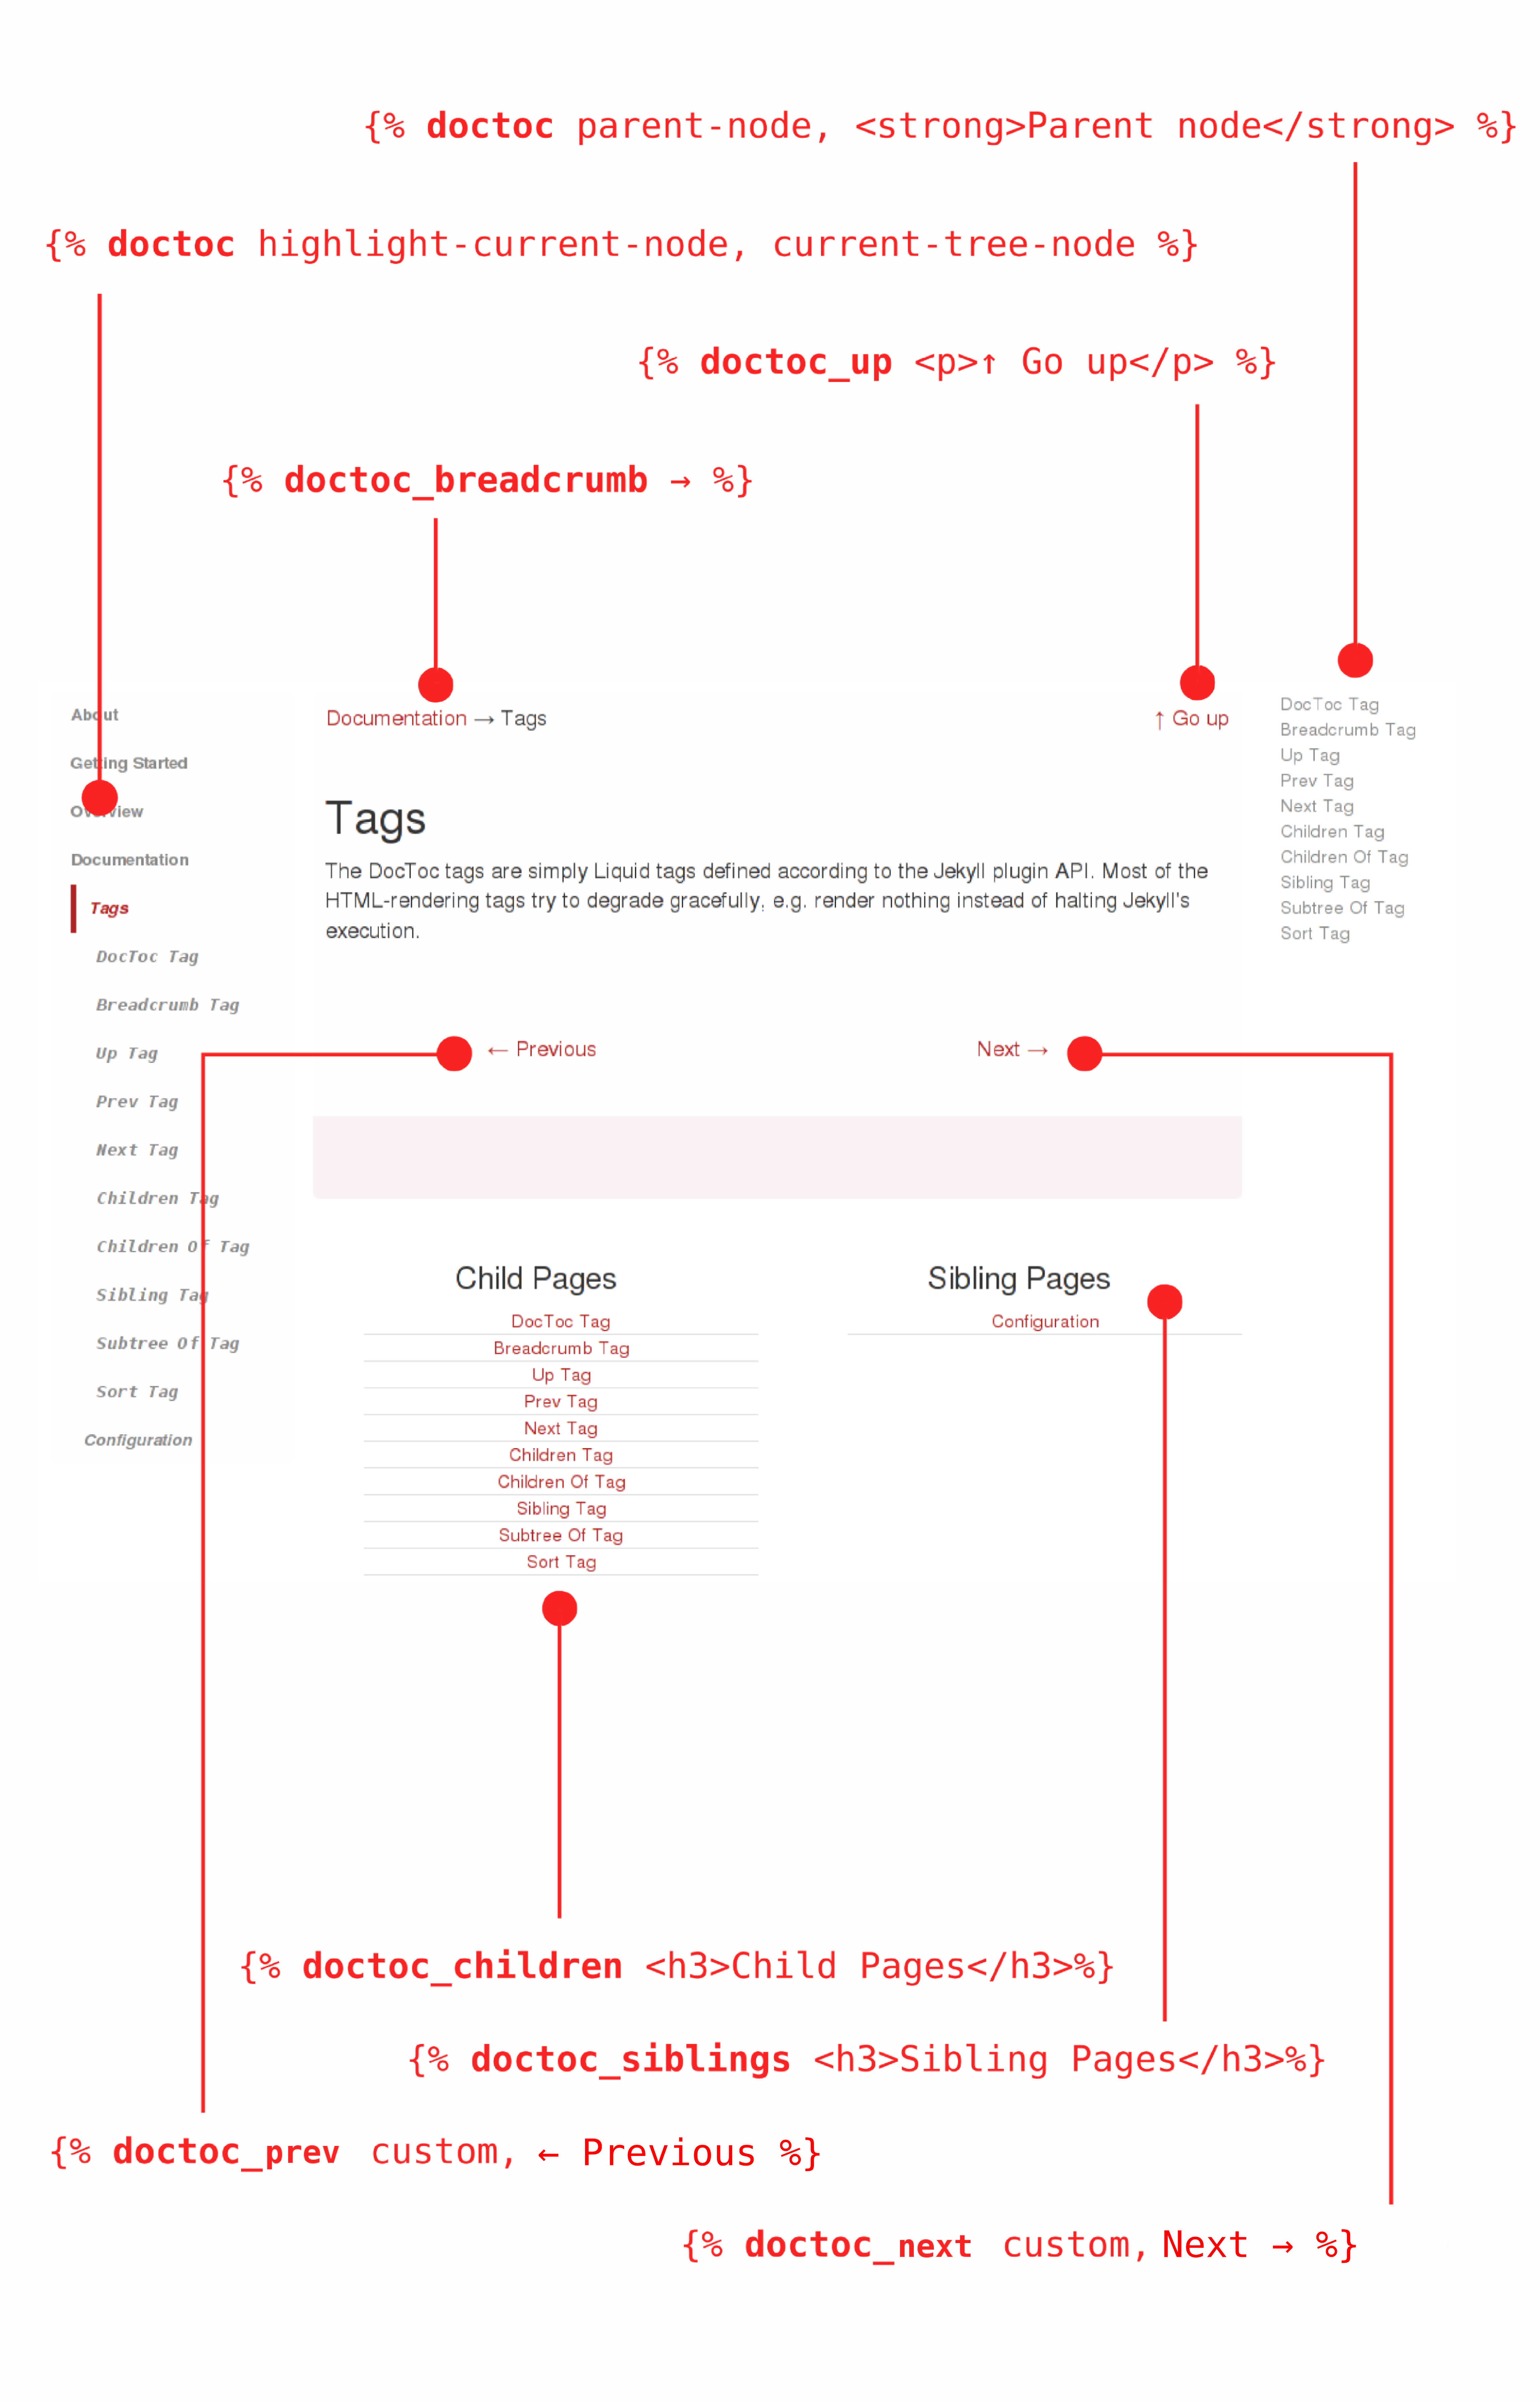 {% doctoc parent-node, <strong>Parent node</strong> %}
{% doctoc highlight-current-node, current-tree-node %}
{% doctoc_up <p>↑ Go up</p> %}
{% doctoc_breadcrumb → %}
About
Getting Started
Overview
Documentation
Tags
DocToc Tag
Breadcrumb Tag
Up Tag
Prev Tag
Next Tag
Children Tag
Children Of Tag
Sibling Tag
Subtree Of Tag
Sort Tag
Configuration
Documentation → Tags
↑ Go up
Tags
The DocToc tags are simply Liquid tags defined according to the Jekyll plugin API. Most of the
HTML-rendering tags try to degrade gracefully, e.g. render nothing instead of halting Jekyll's
execution.
← Previous
Next →
DocToc Tag
Breadcrumb Tag
Up Tag
Prev Tag
Next Tag
Children Tag
Children Of Tag
Sibling Tag
Subtree Of Tag
Sort Tag
Child Pages
DocToc Tag
Breadcrumb Tag
Up Tag
Prev Tag
Next Tag
Children Tag
Children Of Tag
Sibling Tag
Subtree Of Tag
Sort Tag
Sibling Pages
Configuration
{% doctoc_children <h3>Child Pages</h3>%}
{% doctoc_siblings <h3>Sibling Pages</h3>%}
{% doctoc_prev custom, ← Previous %}
{% doctoc_next custom, Next → %}